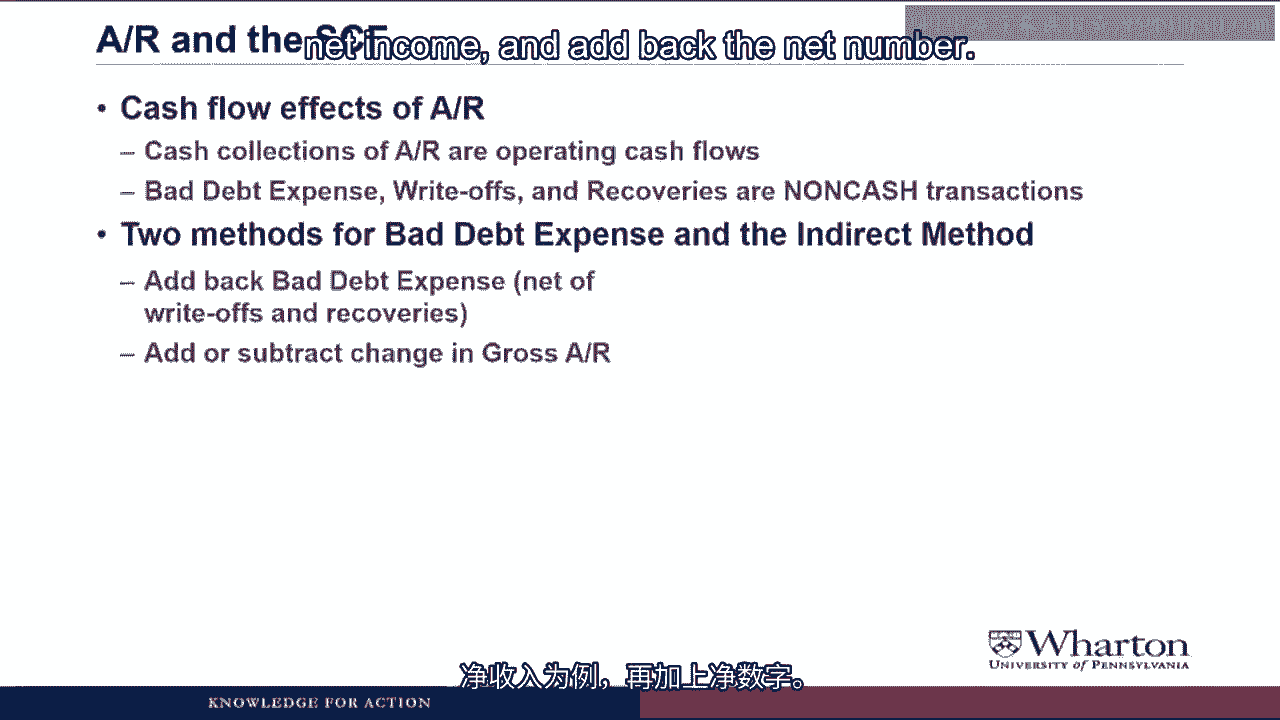 A/R and the SCF
net income, and add back the net number.
• Cash flow effects of A/R
– Cash collections of A/R are operating cash flows
– Bad Debt Expense, Write-offs, and Recoveries are NONCASH transactions
• Two methods for Bad Debt Expense and the Indirect Method
– Add back Bad Debt Expense (net of
write-offs and recoveries)
– Add or subtract change in Gross A/R
Wharton
UNIVERSITY of PENNSYLVANIA
净收入为例，再加上净数字。
KNOWLEDGE FOR ACTION